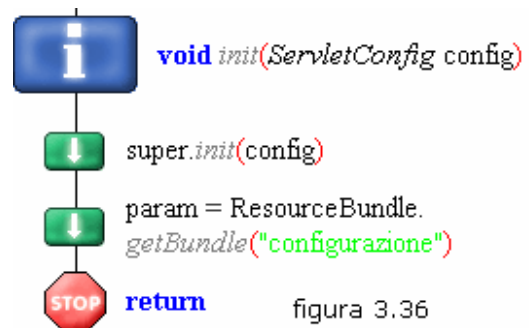 i
void init(ServletConfig config)
super.init(config)
param = ResourceBundle.
getBundle("configurazione")
STOP return
figura 3.36